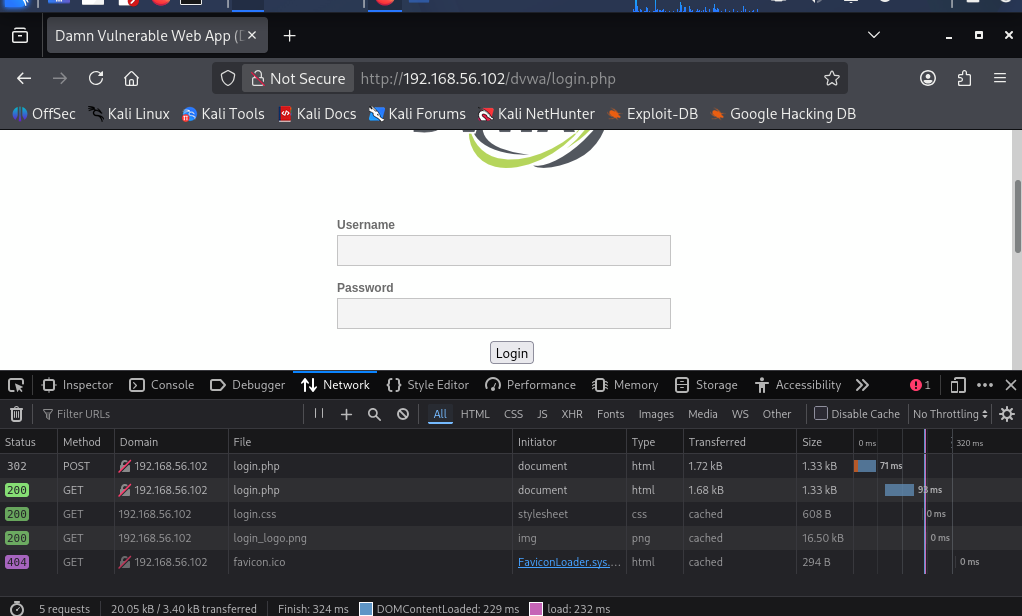 Damn Vulnerable Web App (D
Not Secure http://192.168.56.102/dvwa/login.php
OffSec Kali Linux Kali Tools Kali Docs Kali Forums Kali NetHunter Exploit-DB Google Hacking DB
Username
Password
Login
Inspector Console Debugger Network Style Editor Performance Memory Storage Accessibility 1
Filter URLs All HTML CSS JS XHR Fonts Images Media WS Other Disable Cache No Throttling
Status Method Domain File Initiator Type Transferred Size 0 ms 320 ms
302 POST 192.168.56.102 login.php document html 1.72 kB 1.33 kB 71 ms
200 GET 192.168.56.102 login.php document html 1.68 kB 1.33 kB 93 ms
200 GET 192.168.56.102 login.css stylesheet css cached 608 B 0 ms
200 GET 192.168.56.102 login_logo.png img png cached 16.50 kB 0 ms
404 GET 192.168.56.102 favicon.ico FaviconLoader.sys.… html cached 294 B 0 ms
5 requests 20.05 kB / 3.40 kB transferred Finish: 324 ms DOMContentLoaded: 229 ms load: 232 ms